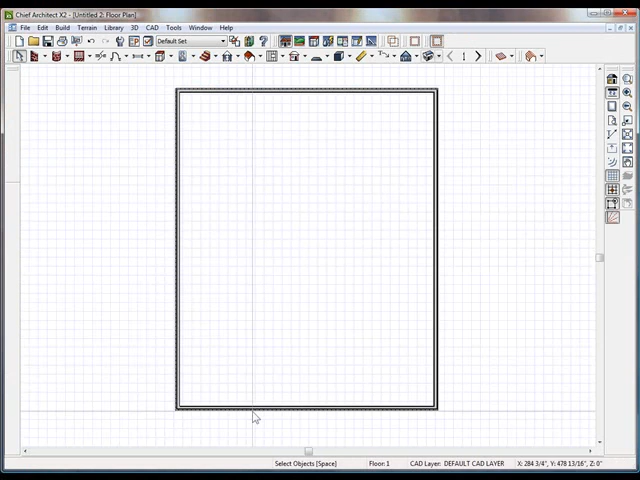 Chief Architect X2 - [Untitled 2: Floor Plan]
File Edit Build Terrain Library 3D CAD Tools Window Help
Default Set
1
Select Objects [Space] Floor:1 CAD Layer: DEFAULT CAD LAYER X: 284 3/4", Y: 478 13/16", Z: 0"